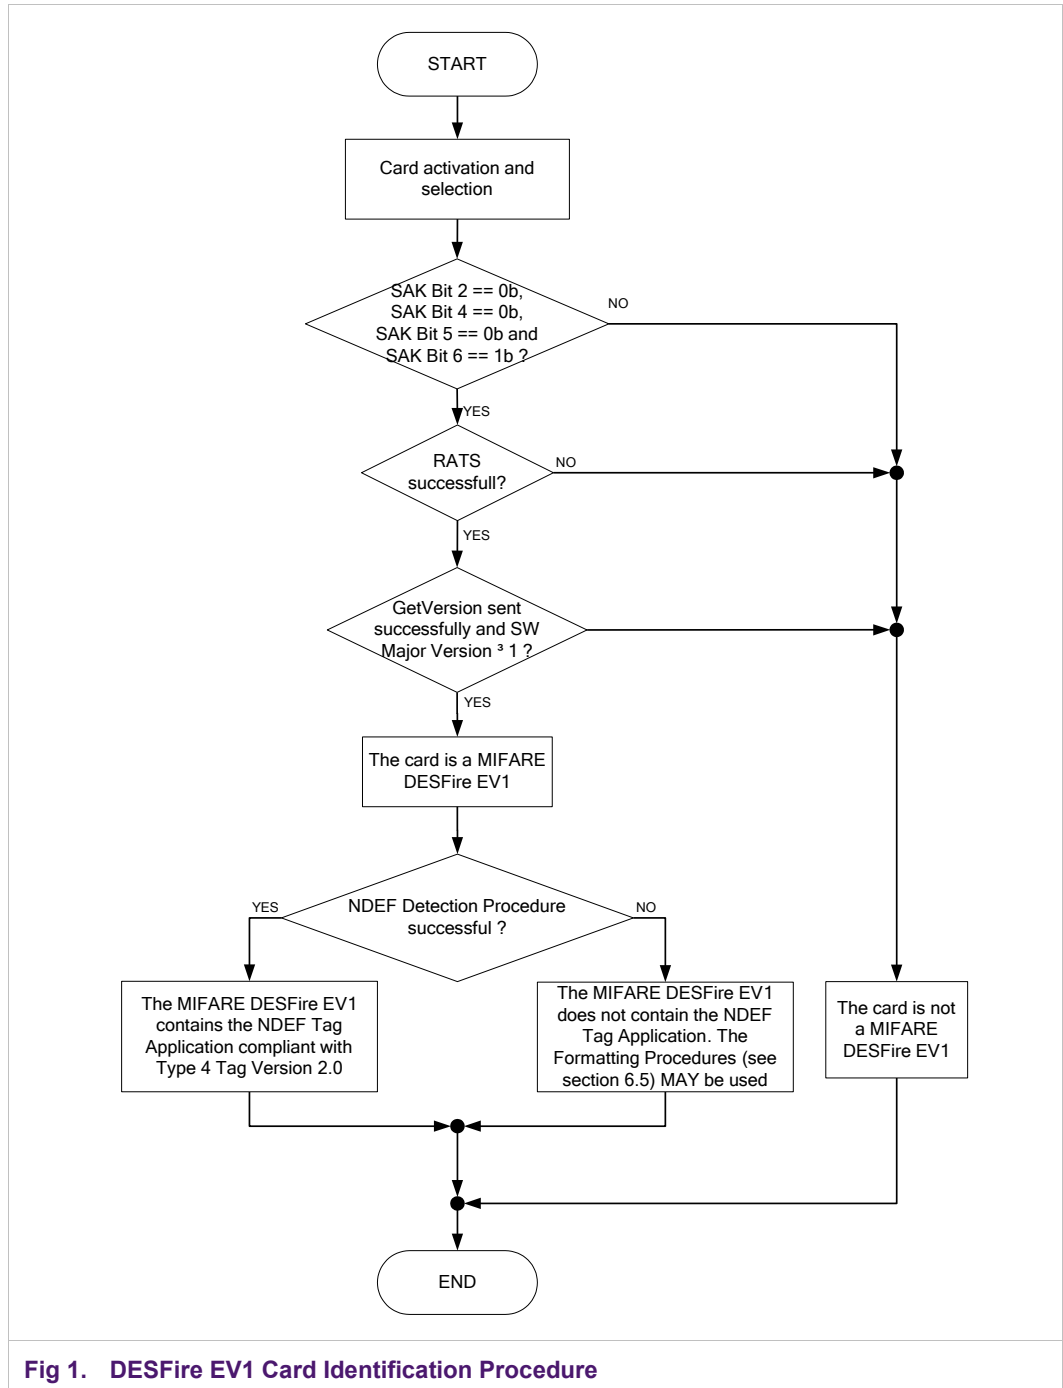 START
Card activation and
selection
SAK Bit 2 == 0b,
SAK Bit 4 == 0b,
SAK Bit 5 == 0b and
SAK Bit 6 == 1b ?
NO
YES
RATS
successfull?
NO
YES
GetVersion sent
successfully and SW
Major Version ³ 1 ?
YES
The card is a MIFARE
DESFire EV1
NDEF Detection Procedure
successful ?
YES
NO
The MIFARE DESFire EV1
contains the NDEF Tag
Application compliant with
Type 4 Tag Version 2.0
The MIFARE DESFire EV1
does not contain the NDEF
Tag Application. The
Formatting Procedures (see
section 6.5) MAY be used
The card is not
a MIFARE
DESFire EV1
END
Fig 1. DESFire EV1 Card Identification Procedure